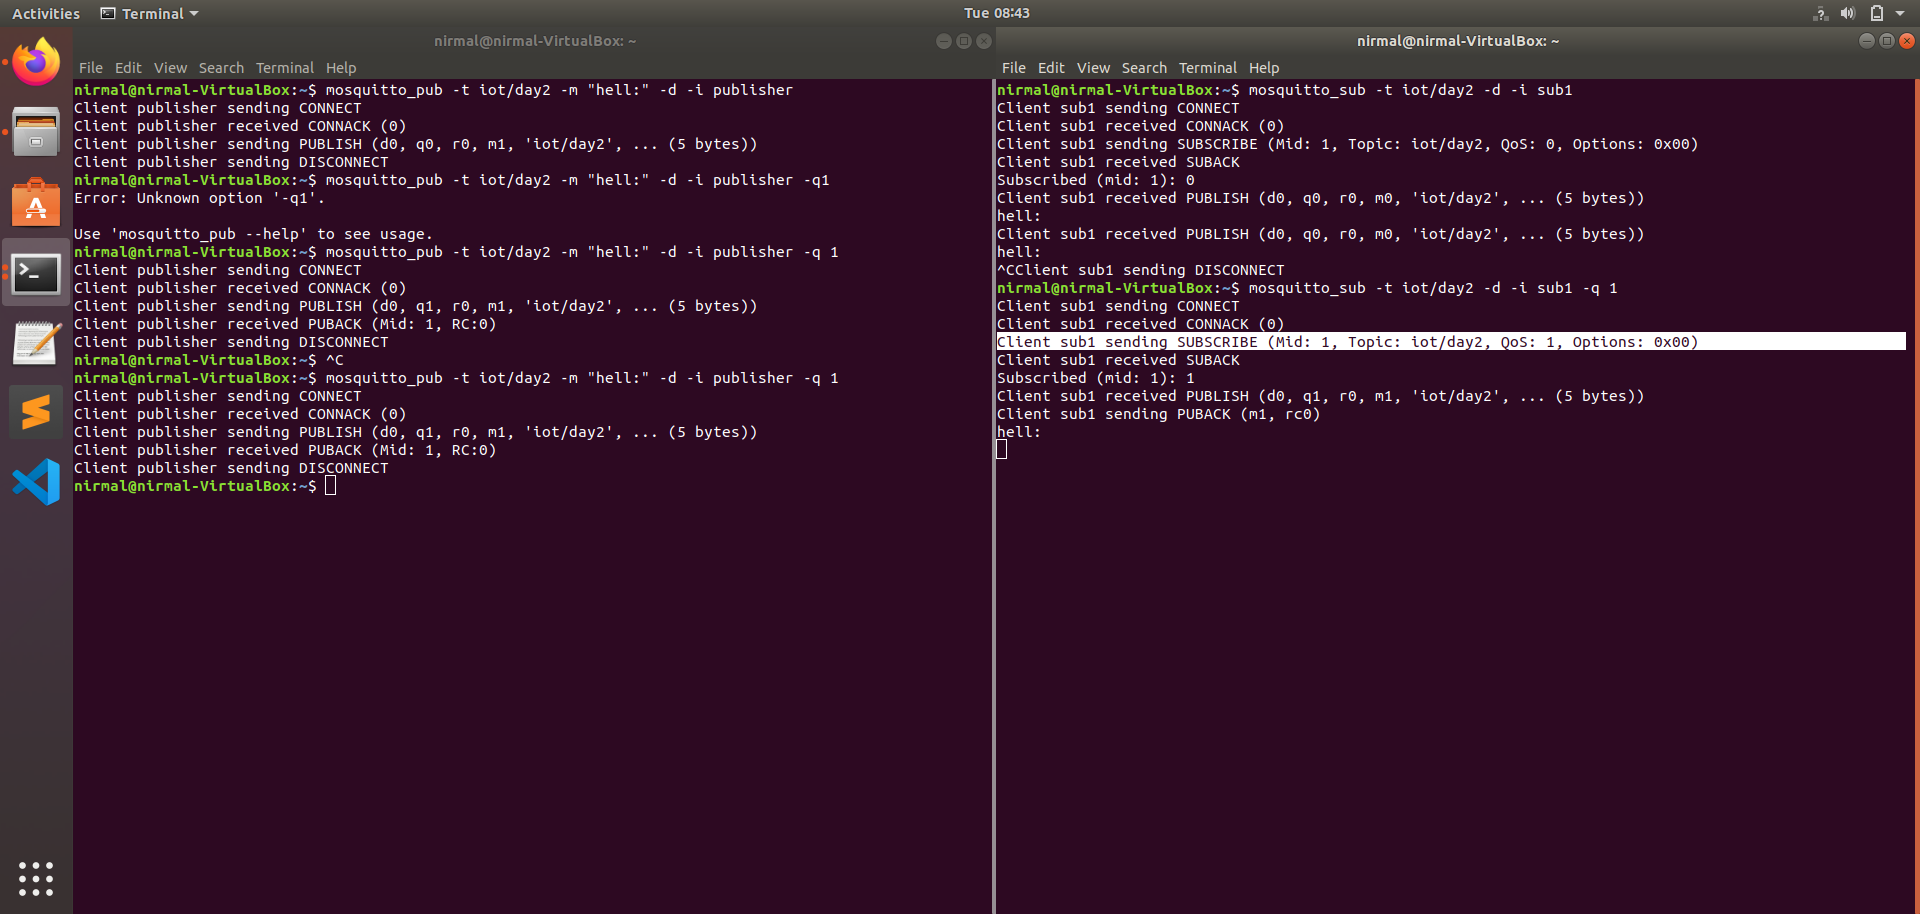 Activities Terminal Tue 08:43
nirmal@nirmal-VirtualBox: ~
File Edit View Search Terminal Help
nirmal@nirmal-VirtualBox:~$ mosquitto_pub -t iot/day2 -m "hell:" -d -i publisher
Client publisher sending CONNECT
Client publisher received CONNACK (0)
Client publisher sending PUBLISH (d0, q0, r0, m1, 'iot/day2', ... (5 bytes))
Client publisher sending DISCONNECT
nirmal@nirmal-VirtualBox:~$ mosquitto_pub -t iot/day2 -m "hell:" -d -i publisher -q1
Error: Unknown option '-q1'.
Use 'mosquitto_pub --help' to see usage.
nirmal@nirmal-VirtualBox:~$ mosquitto_pub -t iot/day2 -m "hell:" -d -i publisher -q 1
Client publisher sending CONNECT
Client publisher received CONNACK (0)
Client publisher sending PUBLISH (d0, q1, r0, m1, 'iot/day2', ... (5 bytes))
Client publisher received PUBACK (Mid: 1, RC:0)
Client publisher sending DISCONNECT
nirmal@nirmal-VirtualBox:~$ ^C
nirmal@nirmal-VirtualBox:~$ mosquitto_pub -t iot/day2 -m "hell:" -d -i publisher -q 1
Client publisher sending CONNECT
Client publisher received CONNACK (0)
Client publisher sending PUBLISH (d0, q1, r0, m1, 'iot/day2', ... (5 bytes))
Client publisher received PUBACK (Mid: 1, RC:0)
Client publisher sending DISCONNECT
nirmal@nirmal-VirtualBox:~$
nirmal@nirmal-VirtualBox: ~
File Edit View Search Terminal Help
nirmal@nirmal-VirtualBox:~$ mosquitto_sub -t iot/day2 -d -i sub1
Client sub1 sending CONNECT
Client sub1 received CONNACK (0)
Client sub1 sending SUBSCRIBE (Mid: 1, Topic: iot/day2, QoS: 0, Options: 0x00)
Client sub1 received SUBACK
Subscribed (mid: 1): 0
Client sub1 received PUBLISH (d0, q0, r0, m0, 'iot/day2', ... (5 bytes))
hell:
Client sub1 received PUBLISH (d0, q0, r0, m0, 'iot/day2', ... (5 bytes))
hell:
^CClient sub1 sending DISCONNECT
nirmal@nirmal-VirtualBox:~$ mosquitto_sub -t iot/day2 -d -i sub1 -q 1
Client sub1 sending CONNECT
Client sub1 received CONNACK (0)
Client sub1 sending SUBSCRIBE (Mid: 1, Topic: iot/day2, QoS: 1, Options: 0x00)
Client sub1 received SUBACK
Subscribed (mid: 1): 1
Client sub1 received PUBLISH (d0, q1, r0, m1, 'iot/day2', ... (5 bytes))
Client sub1 sending PUBACK (m1, rc0)
hell: